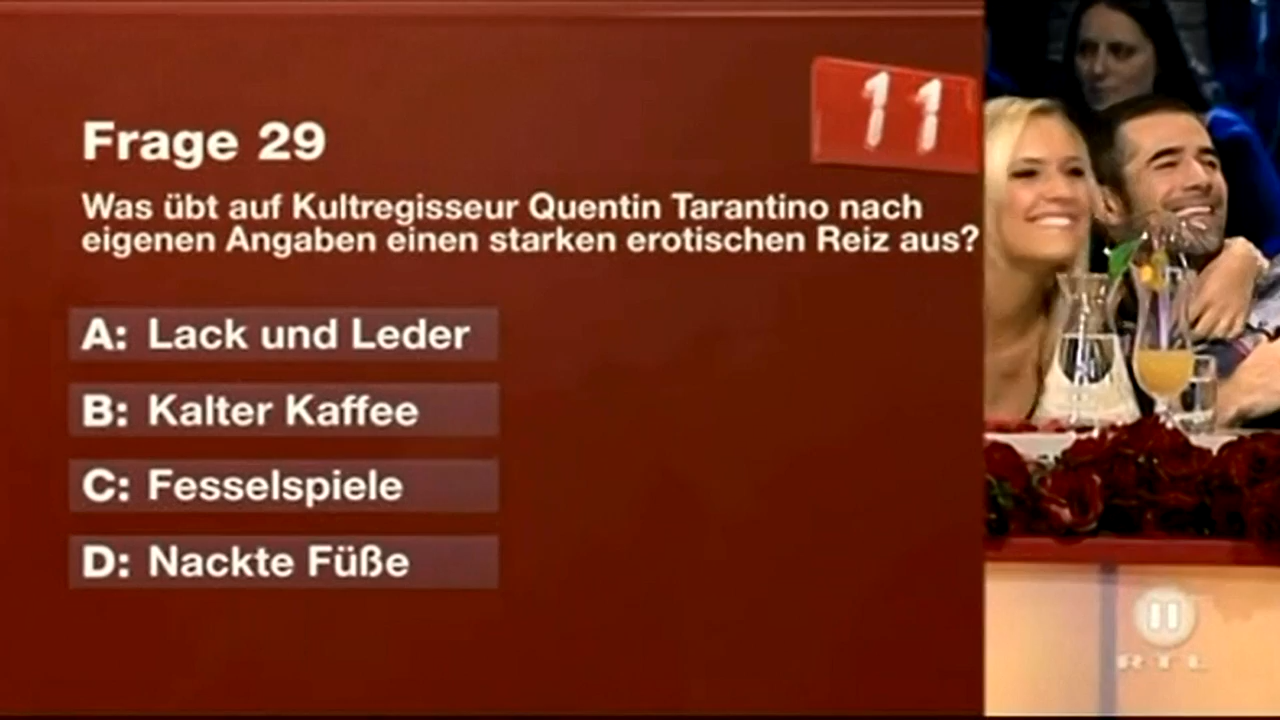 11
Frage 29
Was übt auf Kultregisseur Quentin Tarantino nach
eigenen Angaben einen starken erotischen Reiz aus?
A: Lack und Leder
B: Kalter Kaffee
C: Fesselspiele
D: Nackte Füße
II
RTL